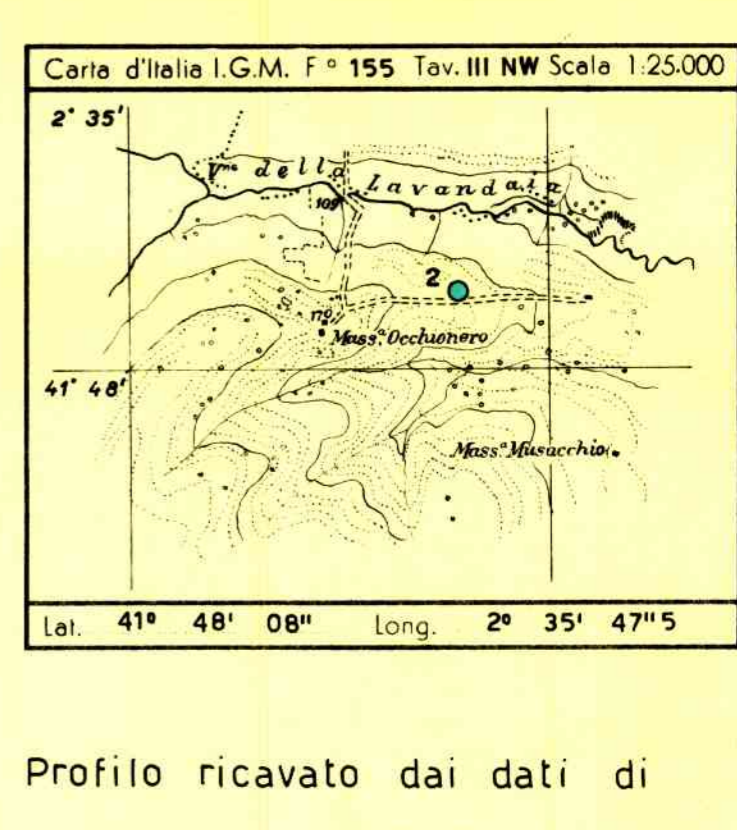 Carta d'Italia I.G.M. F° 155 Tav. III NW Scala 1:25.000
2° 35'
Vne della Lavandaia
109
2
170
Mass.a Occhionero
41° 48'
Mass.a Musacchio
Lat. 41° 48' 08" Long. 2° 35' 47"5
Profilo ricavato dai dati di